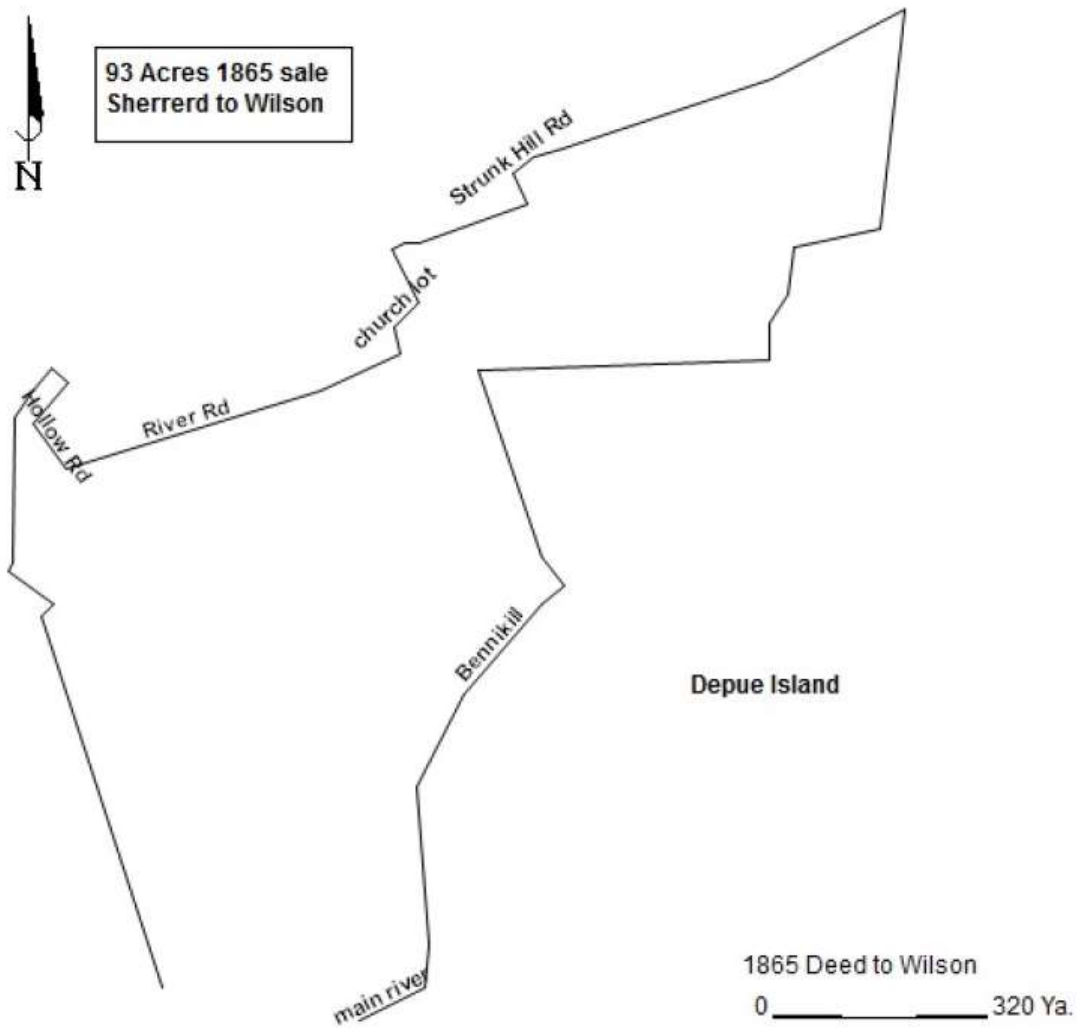 93 Acres 1865 sale
Sherrerd to Wilson
N
Strunk Hill Rd
church lot
Hollow Rd
River Rd
Bennikill
Depue Island
main river
1865 Deed to Wilson
0 320 Ya.